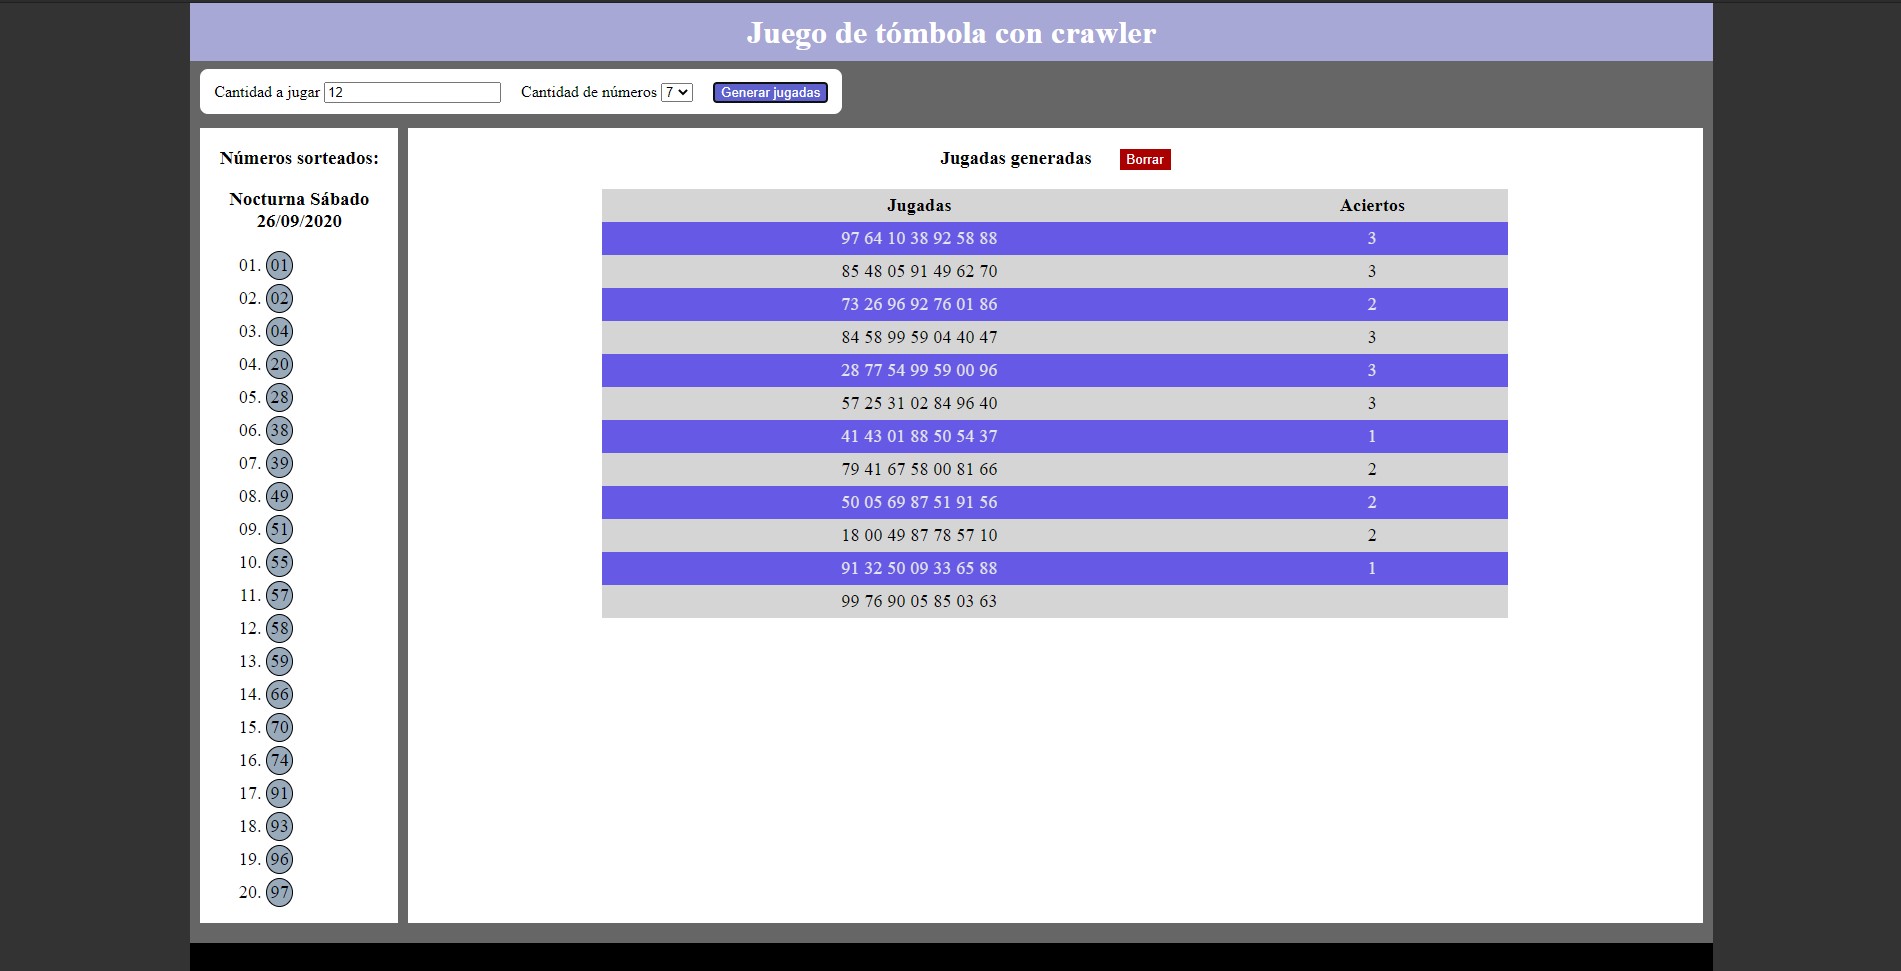 Juego de tómbola con crawler
Cantidad a jugar 12 Cantidad de números 7 Generar jugadas
Números sorteados:
Nocturna Sábado
26/09/2020
01. 01
02. 02
03. 04
04. 20
05. 28
06. 38
07. 39
08. 49
09. 51
10. 55
11. 57
12. 58
13. 59
14. 66
15. 70
16. 74
17. 91
18. 93
19. 96
20. 97
Jugadas generadas Borrar
Jugadas Aciertos
97 64 10 38 92 58 88 3
85 48 05 91 49 62 70 3
73 26 96 92 76 01 86 2
84 58 99 59 04 40 47 3
28 77 54 99 59 00 96 3
57 25 31 02 84 96 40 3
41 43 01 88 50 54 37 1
79 41 67 58 00 81 66 2
50 05 69 87 51 91 56 2
18 00 49 87 78 57 10 2
91 32 50 09 33 65 88 1
99 76 90 05 85 03 63